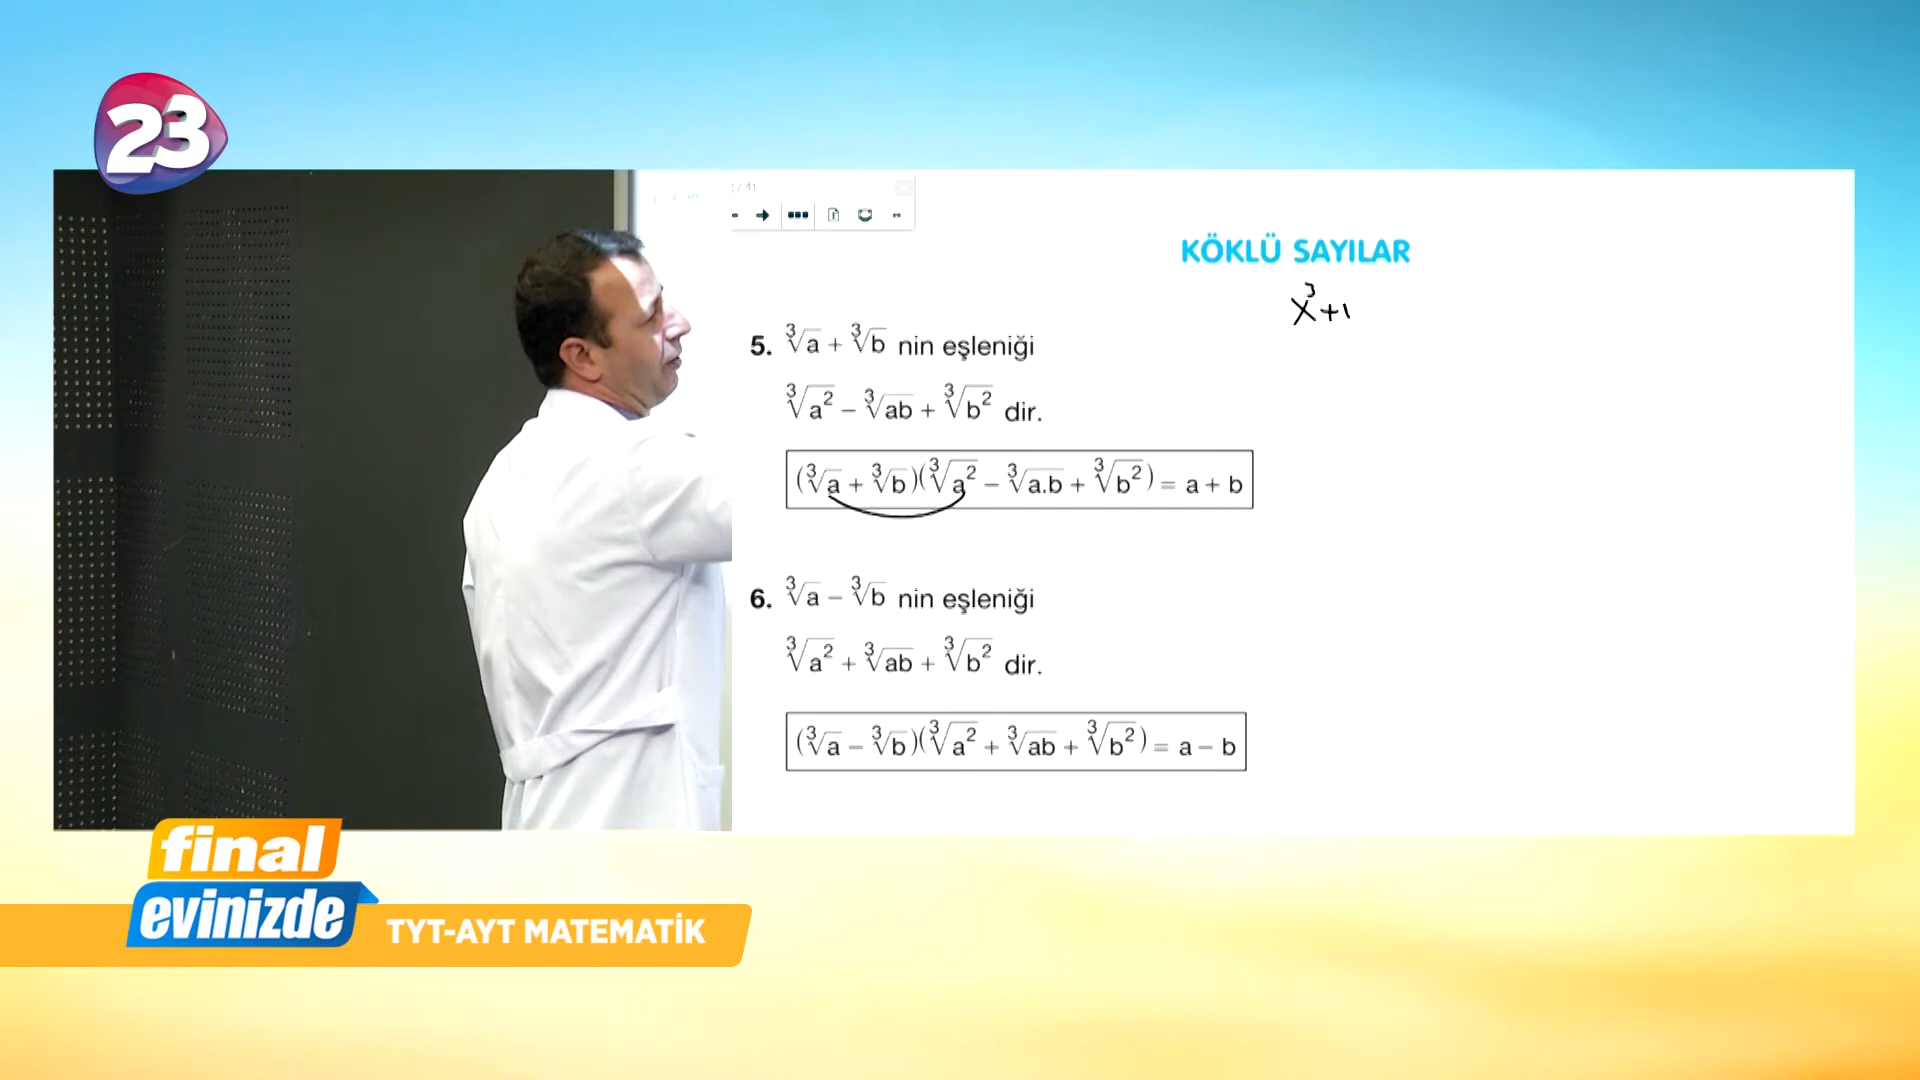 23
/ 41
KÖKLÜ SAYILAR
x³+1
5. ∛a + ∛b nin eşleniği
∛a² − ∛ab + ∛b² dir.
(∛a + ∛b)(∛a² − ∛a.b + ∛b²) = a + b
6. ∛a − ∛b nin eşleniği
∛a² + ∛ab + ∛b² dir.
(∛a − ∛b)(∛a² + ∛ab + ∛b²) = a − b
final
evinizde
TYT-AYT MATEMATİK